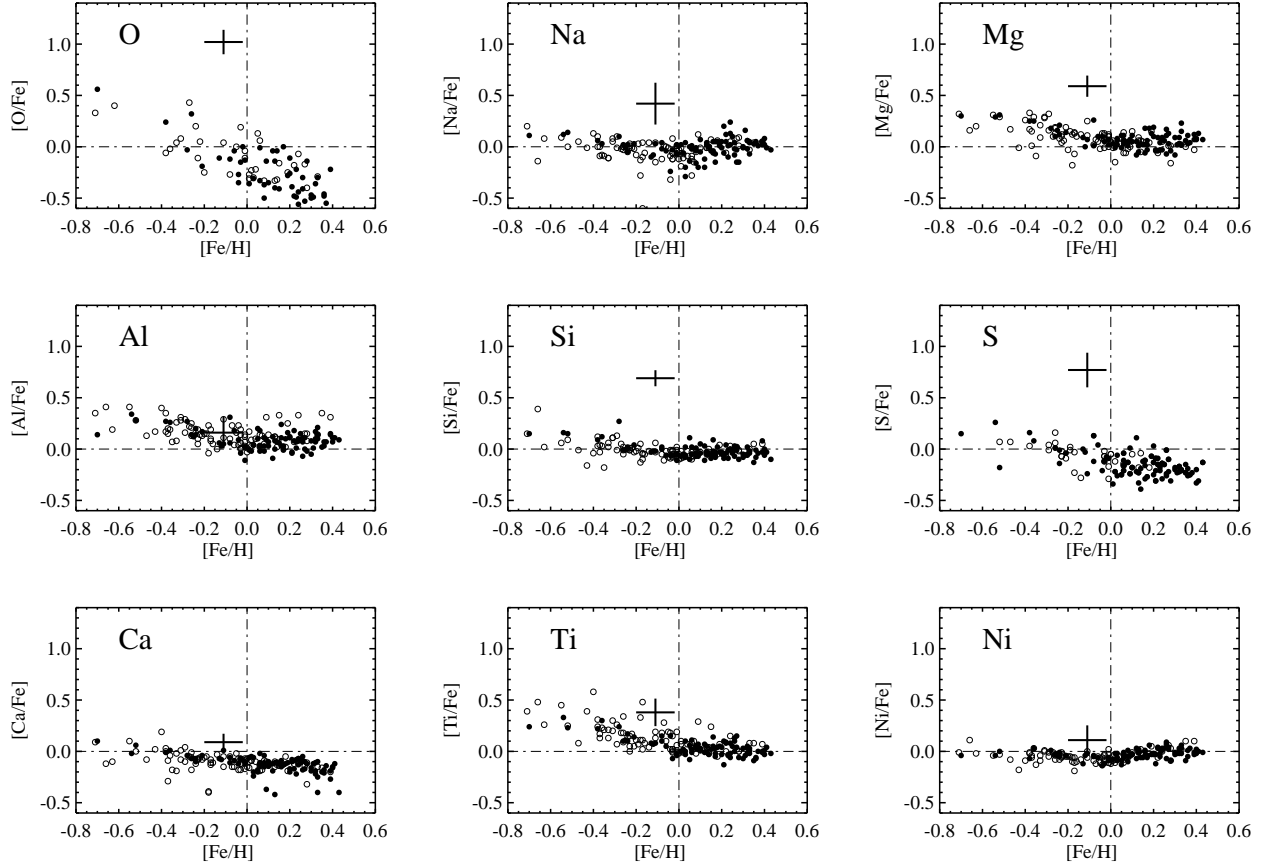 O Na Mg
1.0 1.0 1.0
0.5 0.5 0.5
0.0 0.0 0.0
-0.5 -0.5 -0.5
[O/Fe] [Na/Fe] [Mg/Fe]
-0.8 -0.6 -0.4 -0.2 0.0 0.2 0.4 0.6 -0.8 -0.6 -0.4 -0.2 0.0 0.2 0.4 0.6 -0.8 -0.6 -0.4 -0.2 0.0 0.2 0.4 0.6
[Fe/H] [Fe/H] [Fe/H]
Al Si S
1.0 1.0 1.0
0.5 0.5 0.5
0.0 0.0 0.0
-0.5 -0.5 -0.5
[Al/Fe] [Si/Fe] [S/Fe]
-0.8 -0.6 -0.4 -0.2 0.0 0.2 0.4 0.6 -0.8 -0.6 -0.4 -0.2 0.0 0.2 0.4 0.6 -0.8 -0.6 -0.4 -0.2 0.0 0.2 0.4 0.6
[Fe/H] [Fe/H] [Fe/H]
Ca Ti Ni
1.0 1.0 1.0
0.5 0.5 0.5
0.0 0.0 0.0
-0.5 -0.5 -0.5
[Ca/Fe] [Ti/Fe] [Ni/Fe]
-0.8 -0.6 -0.4 -0.2 0.0 0.2 0.4 0.6 -0.8 -0.6 -0.4 -0.2 0.0 0.2 0.4 0.6 -0.8 -0.6 -0.4 -0.2 0.0 0.2 0.4 0.6
[Fe/H] [Fe/H] [Fe/H]